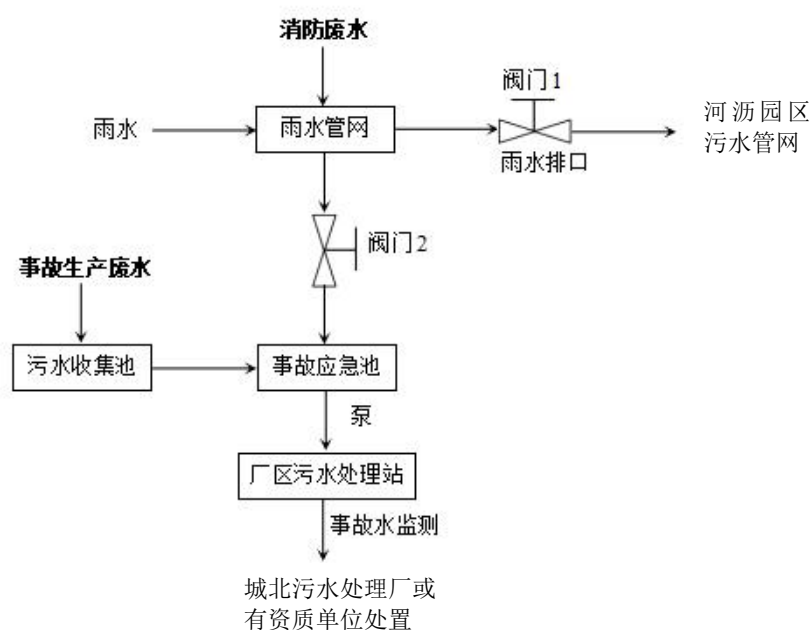 消防废水
阀门1
雨水
雨水管网
雨水排口
河沥园区
污水管网
阀门2
事故生产废水
污水收集池
事故应急池
泵
厂区污水处理站
事故水监测
城北污水处理厂或
有资质单位处置